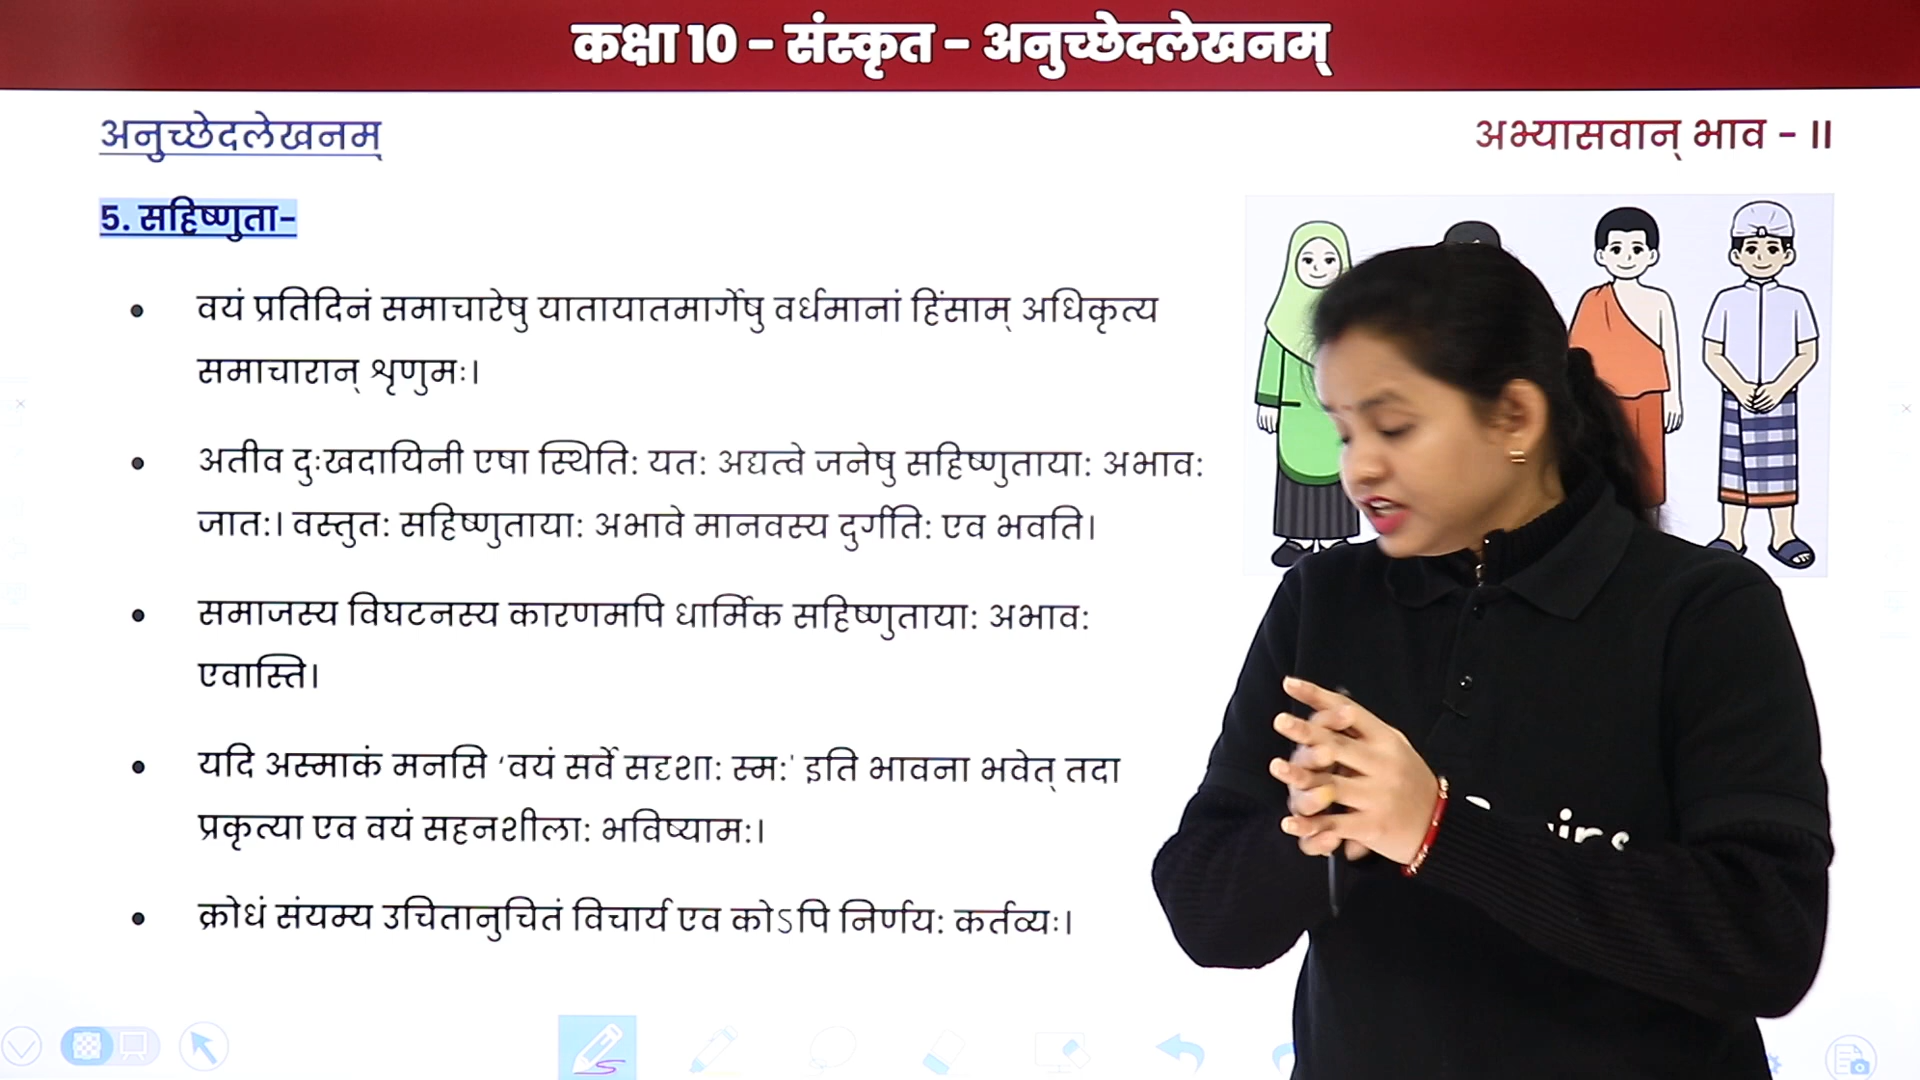 कक्षा 10 - संस्कृत - अनुच्छेदलेखनम्
अनुच्छेदलेखनम्
अभ्यासवान् भाव - II
5. सहिष्णुता-
• वयं प्रतिदिनं समाचारेषु यातायातमार्गेषु वर्धमानां हिंसाम् अधिकृत्य
समाचारान् श्रृणुमः।
• अतीव दुःखदायिनी एषा स्थिति: यत: अद्यत्वे जनेषु सहिष्णुताया: अभाव:
जात:। वस्तुत: सहिष्णुताया: अभावे मानवस्य दुर्गति: एव भवति।
• समाजस्य विघटनस्य कारणमपि धार्मिक सहिष्णुताया: अभाव:
एवास्ति।
• यदि अस्माकं मनसि ‘वयं सर्वे सदृशा: स्म:' इति भावना भवेत् तदा
प्रकृत्या एव वयं सहनशीला: भविष्याम:।
• क्रोधं संयम्य उचितानुचितं विचार्य एव कोऽपि निर्णय: कर्तव्यः।